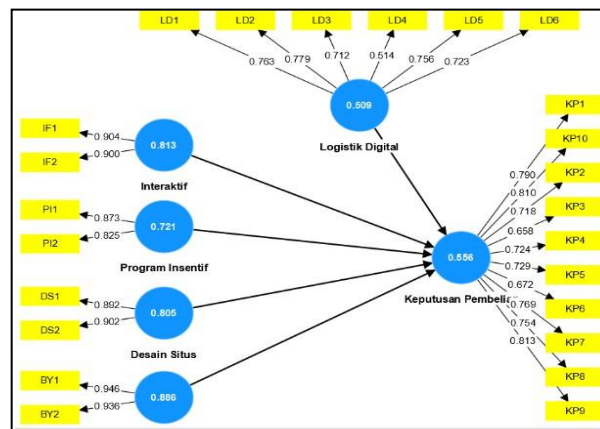 LD1 LD2 LD3 LD4 LD5 LD6
0.763 0.779 0.712 0.514 0.756 0.723
0.509
Logistik Digital
IF1 0.904
IF2 0.900
0.813
Interaktif
PI1 0.873
PI2 0.825
0.721
Program Insentif
DS1 0.892
DS2 0.902
0.805
Desain Situs
BY1 0.946
BY2 0.936
0.886
0.556
Keputusan Pembelia
0.790
0.810
0.718
0.658
0.724
0.729
0.672
0.769
0.754
0.813
KP1
KP10
KP2
KP3
KP4
KP5
KP6
KP7
KP8
KP9